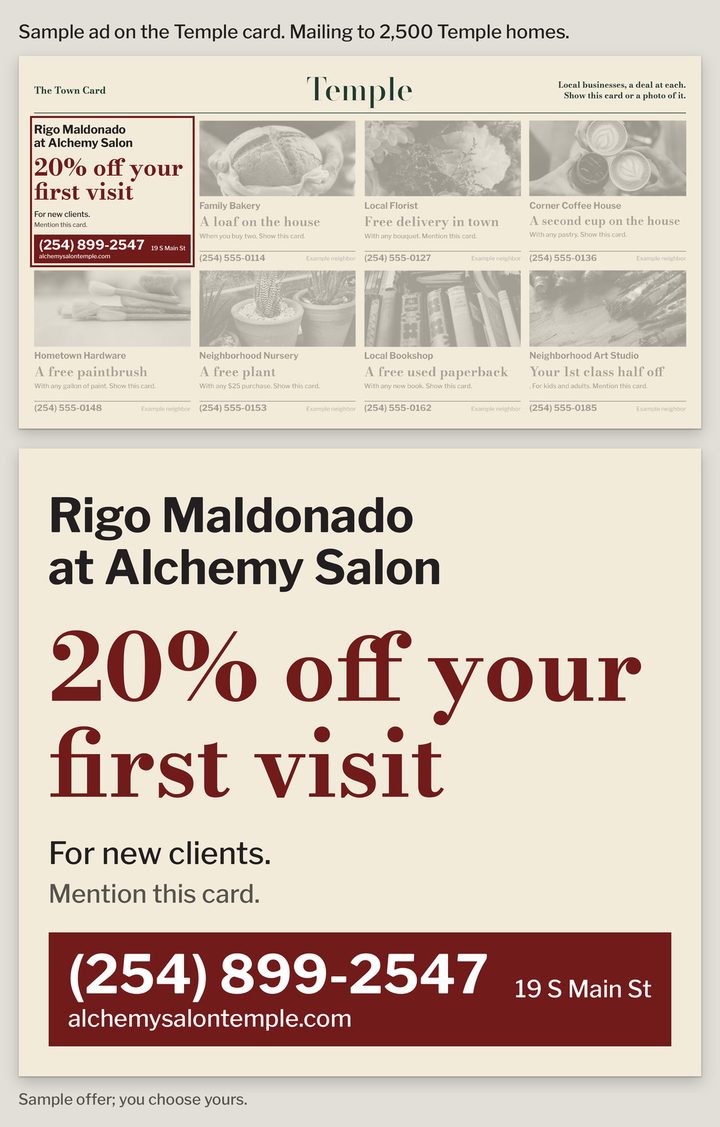 Sample ad on the Temple card. Mailing to 2,500 Temple homes.
The Town Card
Temple
Local businesses, a deal at each.
Show this card or a photo of it.
Rigo Maldonado
at Alchemy Salon
20% off your
first visit
For new clients.
Mention this card.
(254) 899-2547 19 S Main St
alchemysalontemple.com
Family Bakery
A loaf on the house
When you buy two. Show this card.
(254) 555-0114 Example neighbor
Local Florist
Free delivery in town
With any bouquet. Mention this card.
(254) 555-0127 Example neighbor
Corner Coffee House
A second cup on the house
With any pastry. Show this card.
(254) 555-0136 Example neighbor
Hometown Hardware
A free paintbrush
With any gallon of paint. Show this card.
(254) 555-0148 Example neighbor
Neighborhood Nursery
A free plant
With any $25 purchase. Show this card.
(254) 555-0153 Example neighbor
Local Bookshop
A free used paperback
With any new book. Show this card.
(254) 555-0162 Example neighbor
Neighborhood Art Studio
Your 1st class half off
For kids and adults. Mention this card.
(254) 555-0185 Example neighbor
Rigo Maldonado
at Alchemy Salon
20% off your
first visit
For new clients.
Mention this card.
(254) 899-2547 19 S Main St
alchemysalontemple.com
Sample offer; you choose yours.